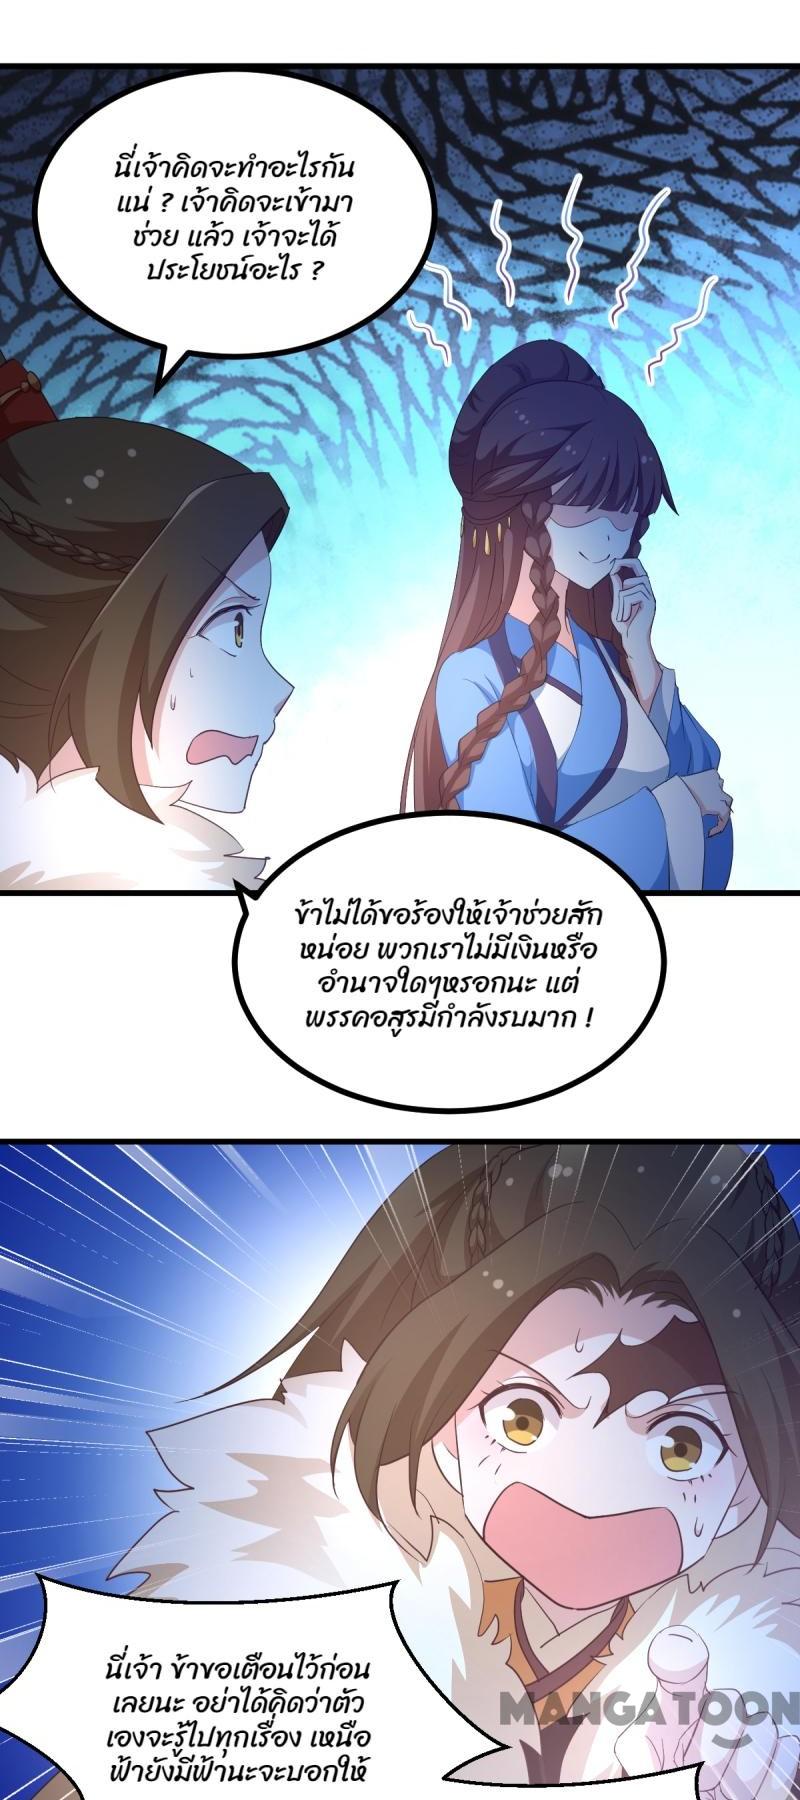 นี่เจ้าคิดจะทำอะไรกัน
แน่ ? เจ้าคิดจะเข้ามา
ช่วย แล้ว เจ้าจะได้
ประโยชน์อะไร ?
ข้าไม่ได้ขอร้องให้เจ้าช่วยสัก
หน่อย พวกเราไม่มีเงินหรือ
อำนาจใดๆหรอกนะ แต่
พรรคอสูรมีกำลังรบมาก !
นี่เจ้า ข้าขอเตือนไว้ก่อน
เลยนะ อย่าได้คิดว่าตัว
เองจะรู้ไปทุกเรื่อง เหนือ
ฟ้ายังมีฟ้านะจะบอกให้
MANGATOON